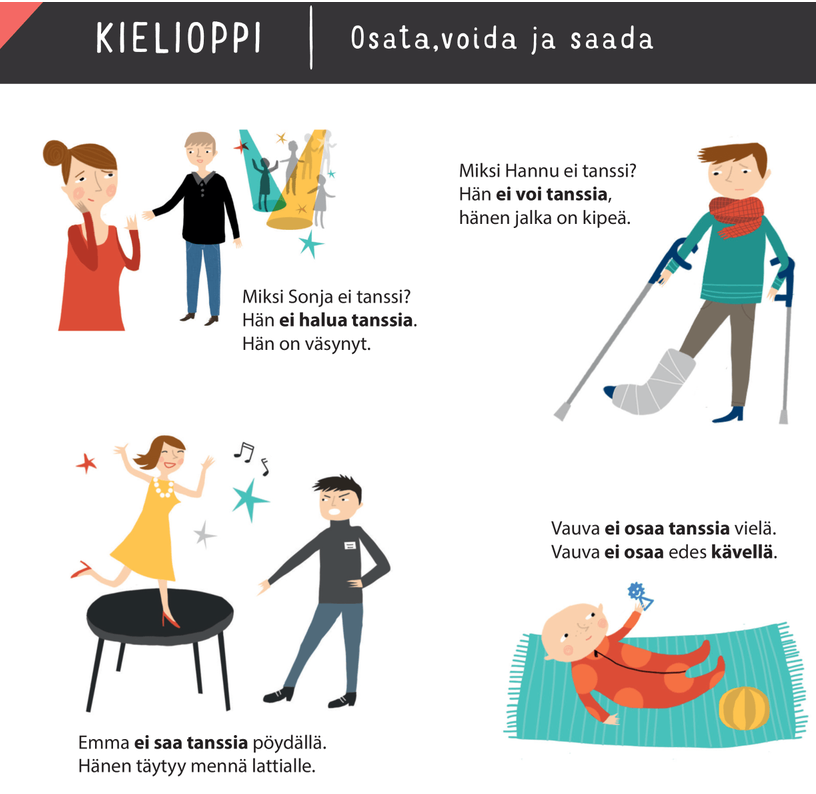 KIELIOPPI | Osata,voida ja saada
Miksi Sonja ei tanssi?
Hän ei halua tanssia.
Hän on väsynyt.
Miksi Hannu ei tanssi?
Hän ei voi tanssia,
hänen jalka on kipeä.
Emma ei saa tanssia pöydällä.
Hänen täytyy mennä lattialle.
Vauva ei osaa tanssia vielä.
Vauva ei osaa edes kävellä.